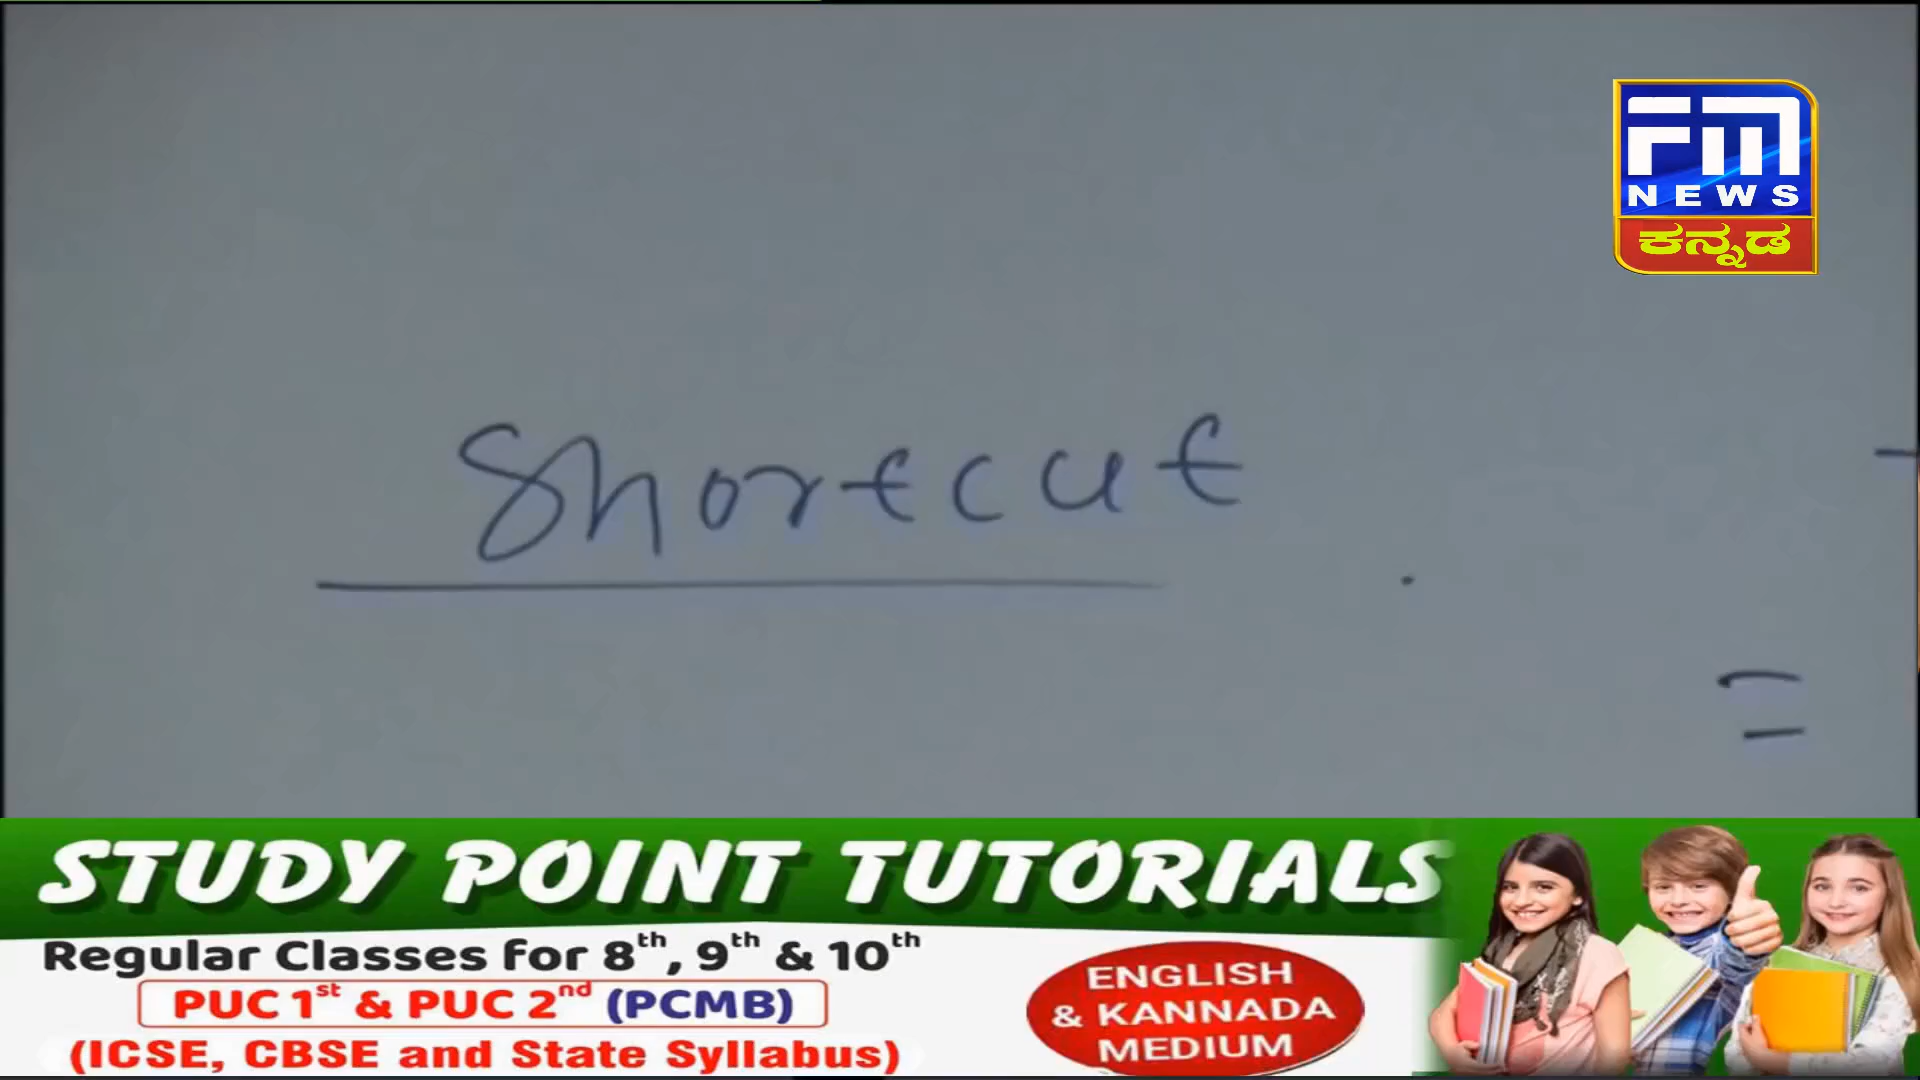 FM
NEWS
ಕನ್ನಡ
Shortcut
=
STUDY POINT TUTORIALS
Regular Classes for 8th, 9th & 10th
PUC 1st & PUC 2nd (PCMB)
(ICSE, CBSE and State Syllabus)
ENGLISH
& KANNADA
MEDIUM